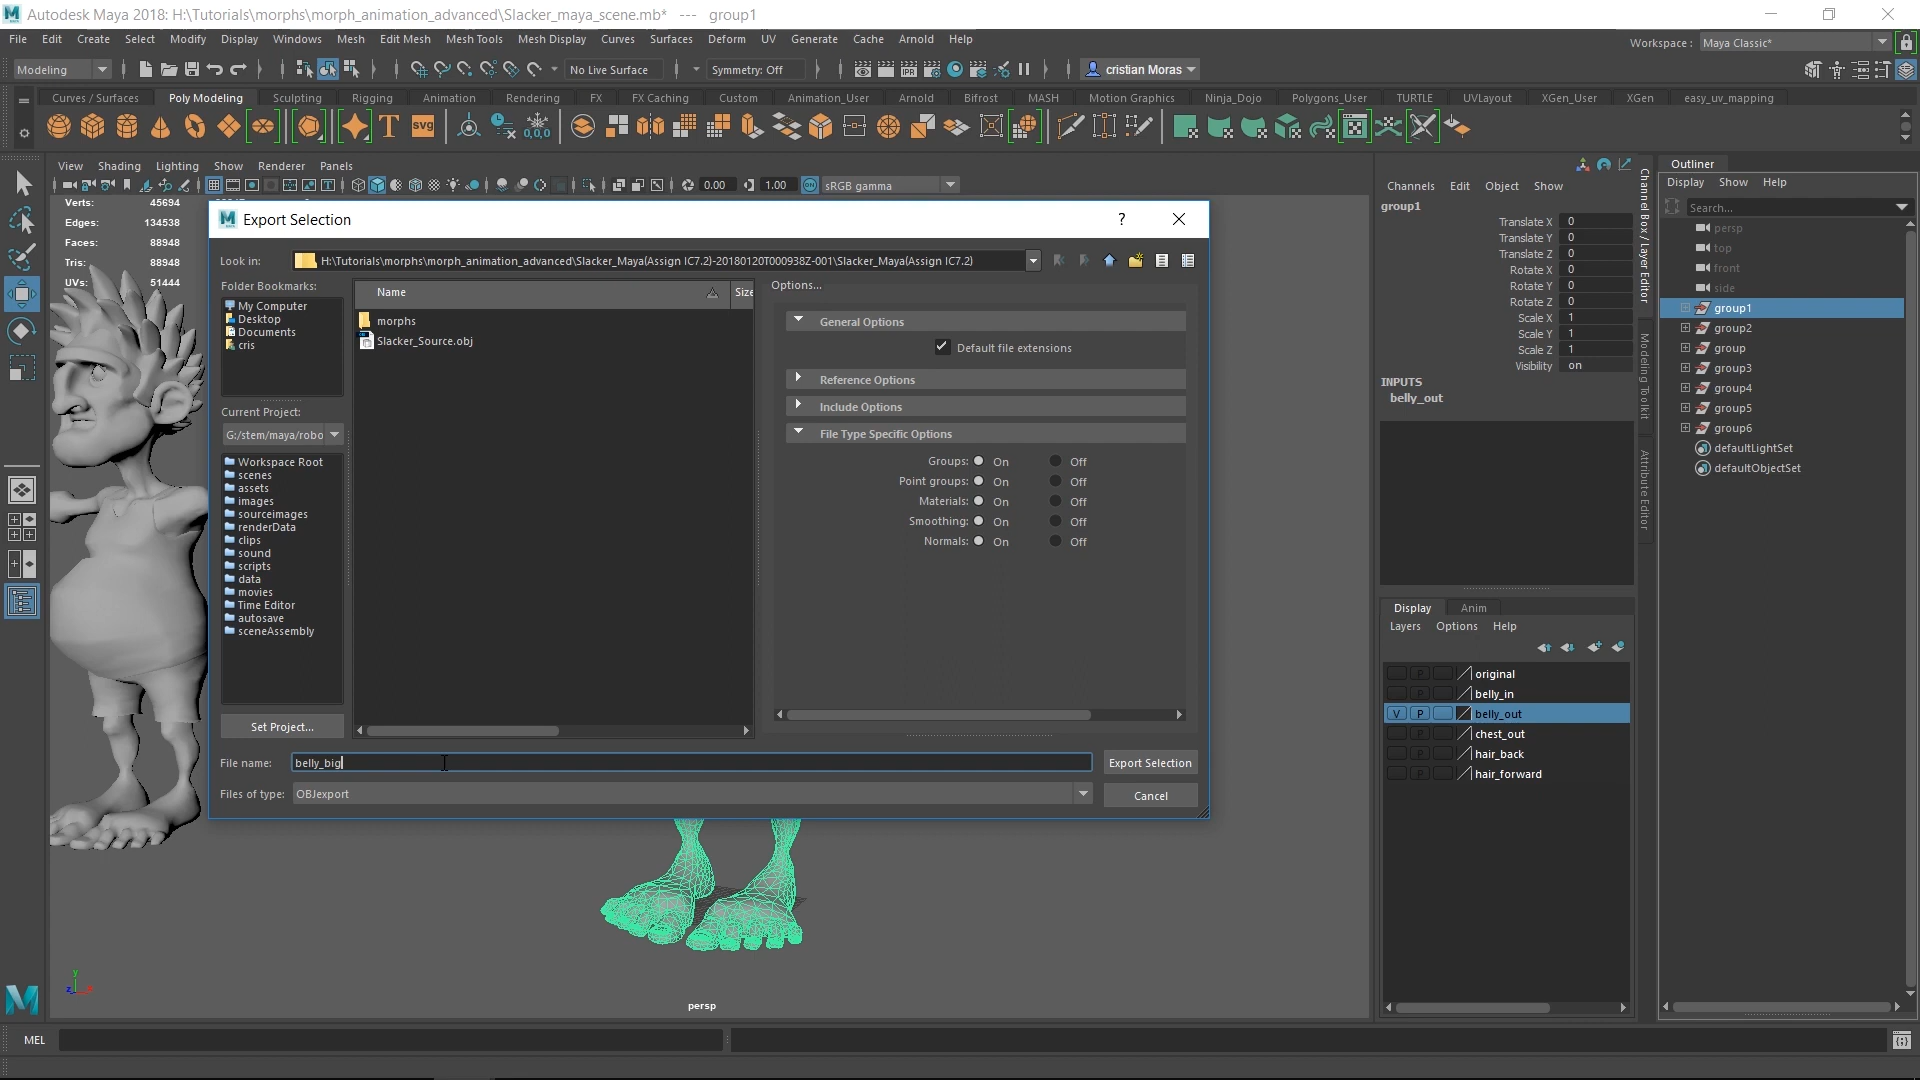 Autodesk Maya 2018: H:\Tutorials\morphs\morph_animation_advanced\Slacker_maya_scene.mb* --- group1
File Edit Create Select Modify Display Windows Mesh Edit Mesh Mesh Tools Mesh Display Curves Surfaces Deform UV Generate Cache Arnold Help
Workspace : Maya Classic*
Modeling No Live Surface Symmetry: Off cristian Moras
Curves / Surfaces Poly Modeling Sculpting Rigging Animation Rendering FX FX Caching Custom Animation_User Arnold Bifrost MASH Motion Graphics Ninja_Dojo Polygons_User TURTLE UVLayout XGen_User XGen easy_uv_mapping
View Shading Lighting Show Renderer Panels
0.00 1.00 sRGB gamma
Verts: 45694
Edges: 134538
Faces: 88948
Tris: 88948
UVs: 51444
Export Selection ?
Look in: H:\Tutorials\morphs\morph_animation_advanced\Slacker_Maya(Assign IC7.2)-20180120T000938Z-001\Slacker_Maya(Assign IC7.2)
Folder Bookmarks:
My Computer
Desktop
Documents
cris
Current Project:
G:/stem/maya/robo
Workspace Root
scenes
assets
images
sourceimages
renderData
clips
sound
scripts
data
movies
Time Editor
autosave
sceneAssembly
Set Project...
Name Size
morphs
Slacker_Source.obj
Options...
General Options
Default file extensions
Reference Options
Include Options
File Type Specific Options
Groups: On Off
Point groups: On Off
Materials: On Off
Smoothing: On Off
Normals: On Off
File name: belly_big Export Selection
Files of type: OBJexport Cancel
persp
MEL
Channels Edit Object Show
group1
Translate X 0
Translate Y 0
Translate Z 0
Rotate X 0
Rotate Y 0
Rotate Z 0
Scale X 1
Scale Y 1
Scale Z 1
Visibility on
INPUTS
belly_out
Channel Box / Layer Editor
Modeling Toolkit
Attribute Editor
Display Anim
Layers Options Help
original
belly_in
V P belly_out
chest_out
hair_back
hair_forward
Outliner
Display Show Help
Search...
persp
top
front
side
group1
group2
group
group3
group4
group5
group6
defaultLightSet
defaultObjectSet